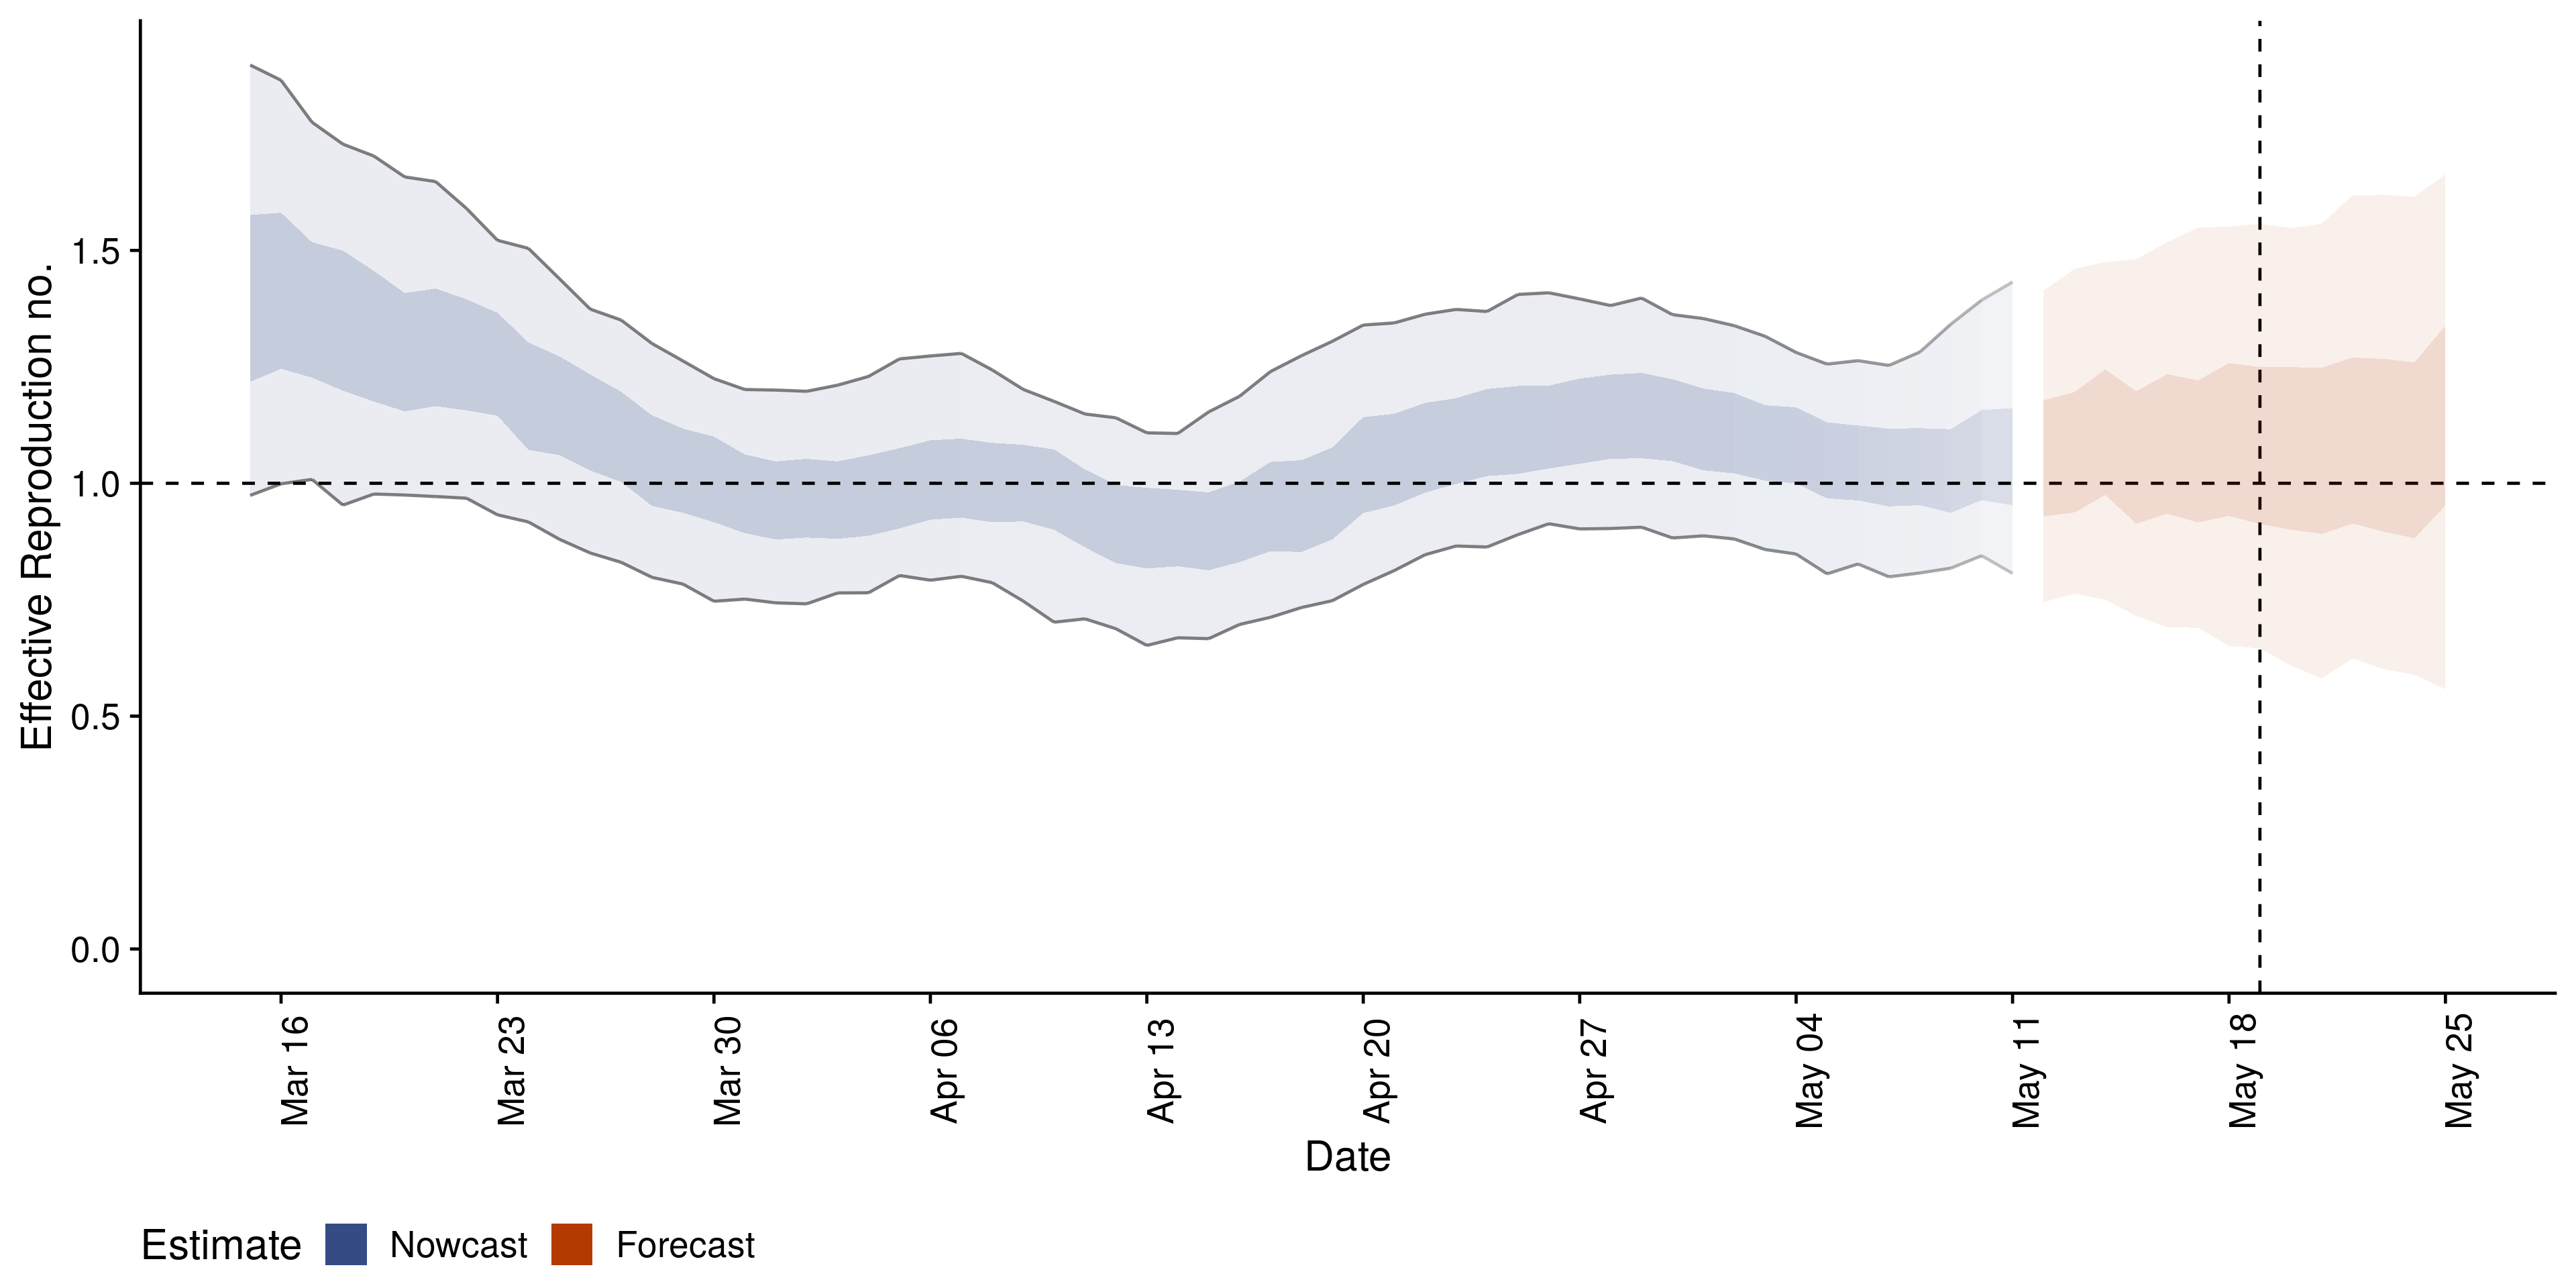 Effective Reproduction no.
1.5
1.0
0.5
0.0
Mar 16
Mar 23
Mar 30
Apr 06
Apr 13
Apr 20
Apr 27
May 04
May 11
May 18
May 25
Date
Estimate Nowcast Forecast